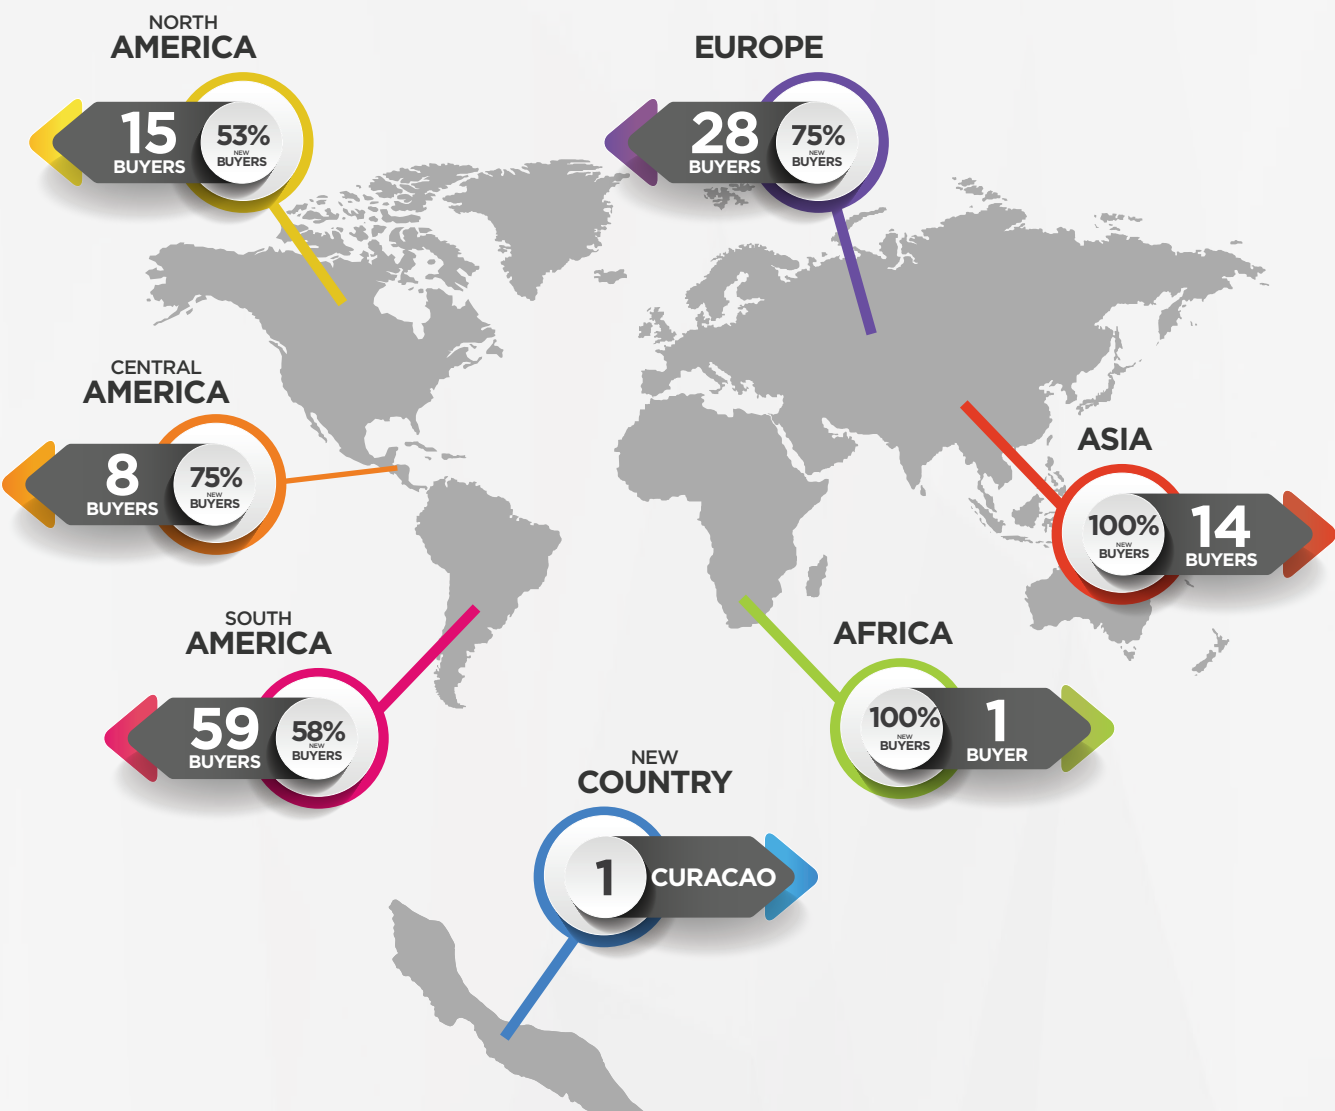 NORTH
AMERICA
15
BUYERS
53%
NEW
BUYERS
EUROPE
28
BUYERS
75%
NEW
BUYERS
CENTRAL
AMERICA
8
BUYERS
75%
NEW
BUYERS
ASIA
100%
NEW
BUYERS
14
BUYERS
SOUTH
AMERICA
59
BUYERS
58%
NEW
BUYERS
AFRICA
100%
NEW
BUYERS
1
BUYER
NEW
COUNTRY
1
CURACAO